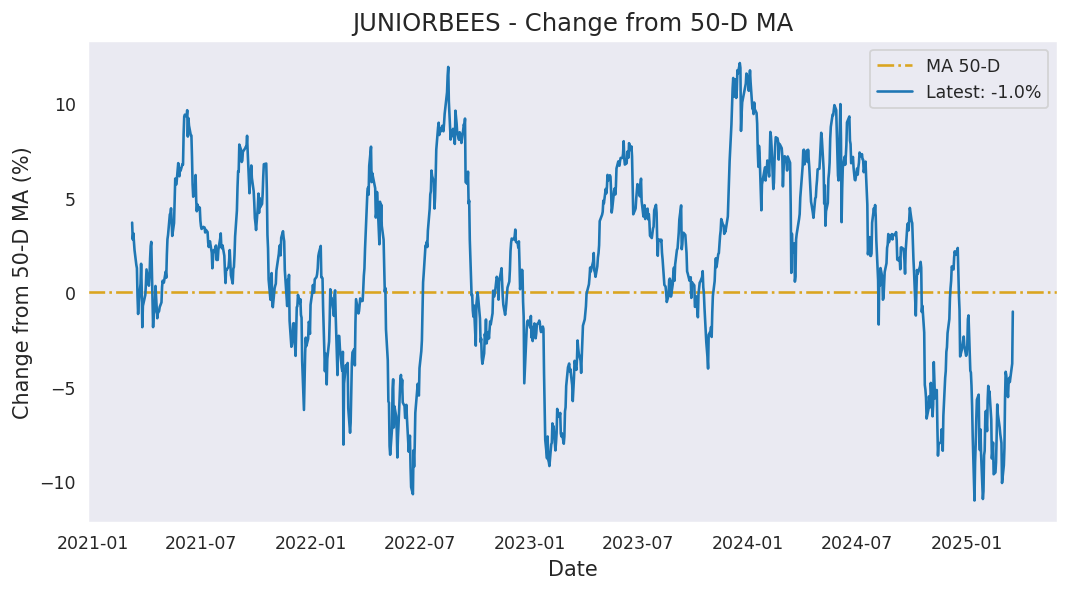 JUNIORBEES - Change from 50-D MA
MA 50-D
Latest: -1.0%
Change from 50-D MA (%)
10
5
0
−5
−10
2021-01
2021-07
2022-01
2022-07
2023-01
2023-07
2024-01
2024-07
2025-01
Date